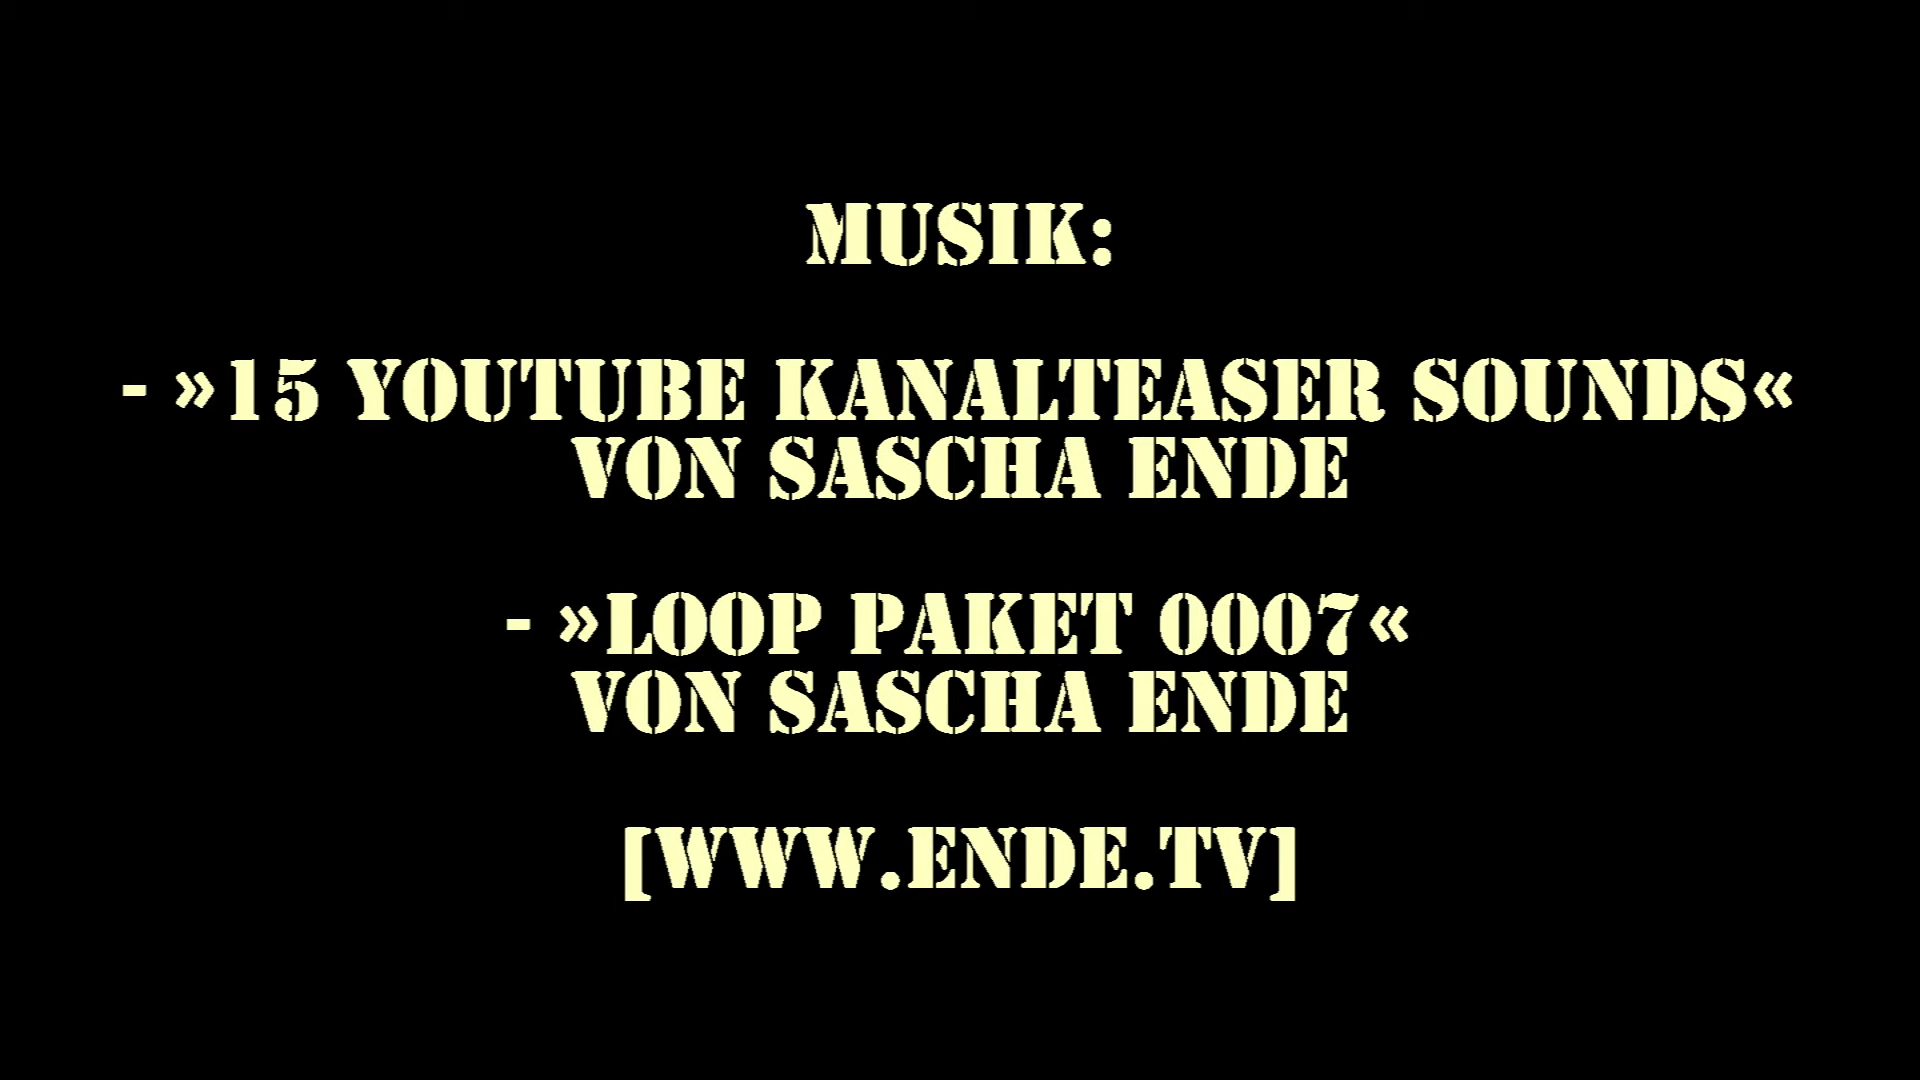 MUSIK:
- »15 YOUTUBE KANALTEASER SOUNDS«
VON SASCHA ENDE
- »LOOP PAKET 0007«
VON SASCHA ENDE
[WWW.ENDE.TV]